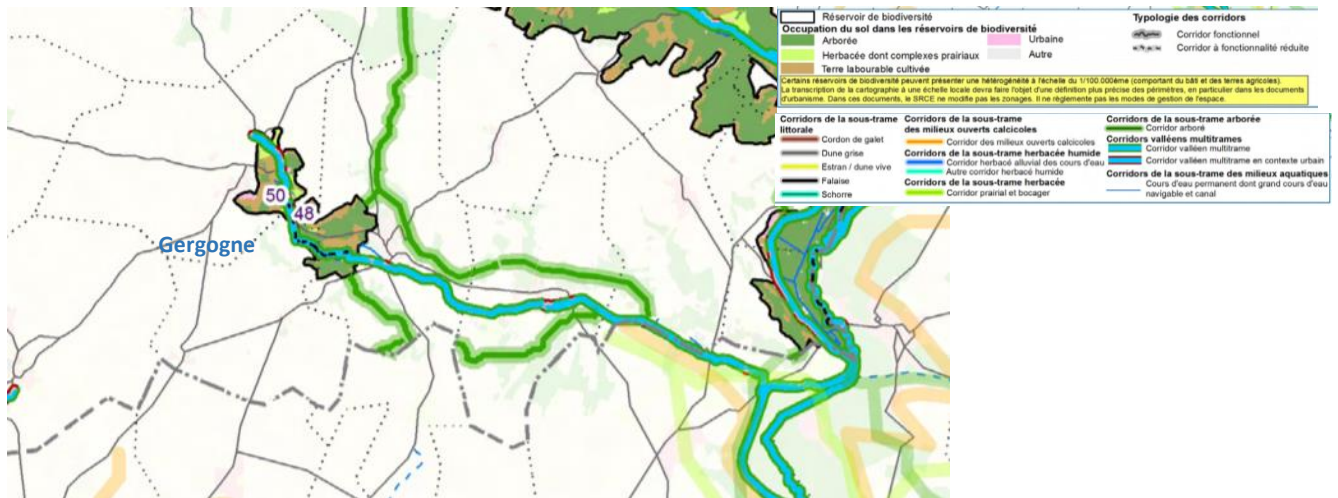 Réservoir de biodiversité
Occupation du sol dans les réservoirs de biodiversité
Arborée
Herbacée dont complexes prairiaux
Terre labourable cultivée
Urbaine
Autre
Typologie des corridors
Corridor fonctionnel
Corridor à fonctionnalité réduite
Certains réservoirs de biodiversité peuvent présenter une hétérogénéité à l'échelle du 1/100.000ème (comportant du bâti et des terres agricoles).
La transcription de la cartographie à une échelle locale devra faire l'objet d'une définition plus précise des périmètres, en particulier dans les documents
d'urbanisme. Dans ces documents, le SRCE ne modifie pas les zonages. Il ne réglemente pas les modes de gestion de l'espace.
Corridors de la sous-trame
littorale
Cordon de galet
Dune grise
Estran / dune vive
Falaise
Schorre
Corridors de la sous-trame
des milieux ouverts calcicoles
Corridor des milieux ouverts calcicoles
Corridors de la sous-trame herbacée humide
Corridor herbacé alluvial des cours d'eau
Autre corridor herbacé humide
Corridors de la sous-trame herbacée
Corridor prairial et bocager
Corridors de la sous-trame arborée
Corridor arboré
Corridors valléens multitrames
Corridor valléen multitrame
Corridor valléen multitrame en contexte urbain
Corridors de la sous-trame des milieux aquatiques
Cours d'eau permanent dont grand cours d'eau
navigable et canal
50
48
Gergogne